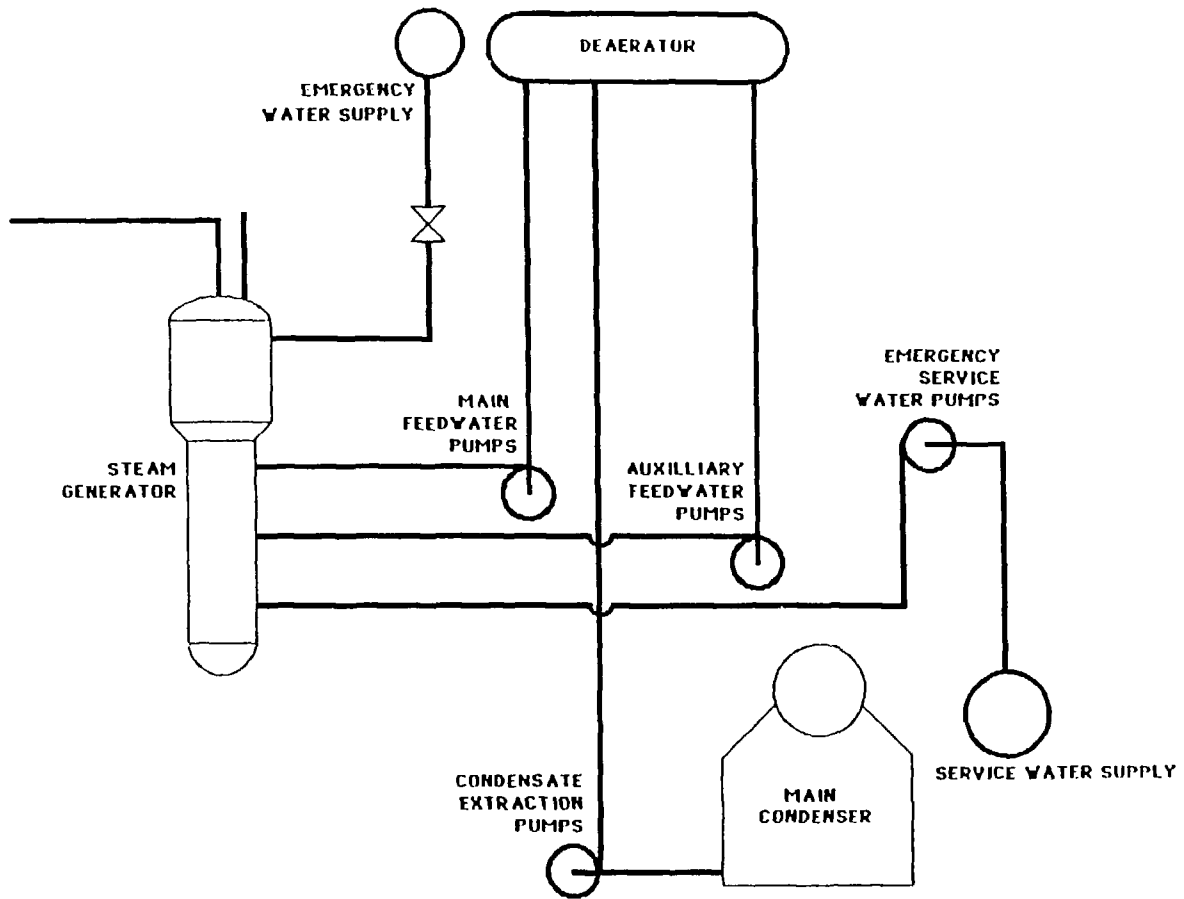 DEAERATOR
EMERGENCY
WATER SUPPLY
EMERGENCY
SERVICE
WATER PUMPS
MAIN
FEEDWATER
PUMPS
STEAM
GENERATOR
AUXILLIARY
FEEDWATER
PUMPS
SERVICE WATER SUPPLY
CONDENSATE
EXTRACTION
PUMPS
MAIN
CONDENSER